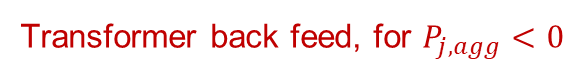 Transformer back feed, for $P_{j,agg} < 0$